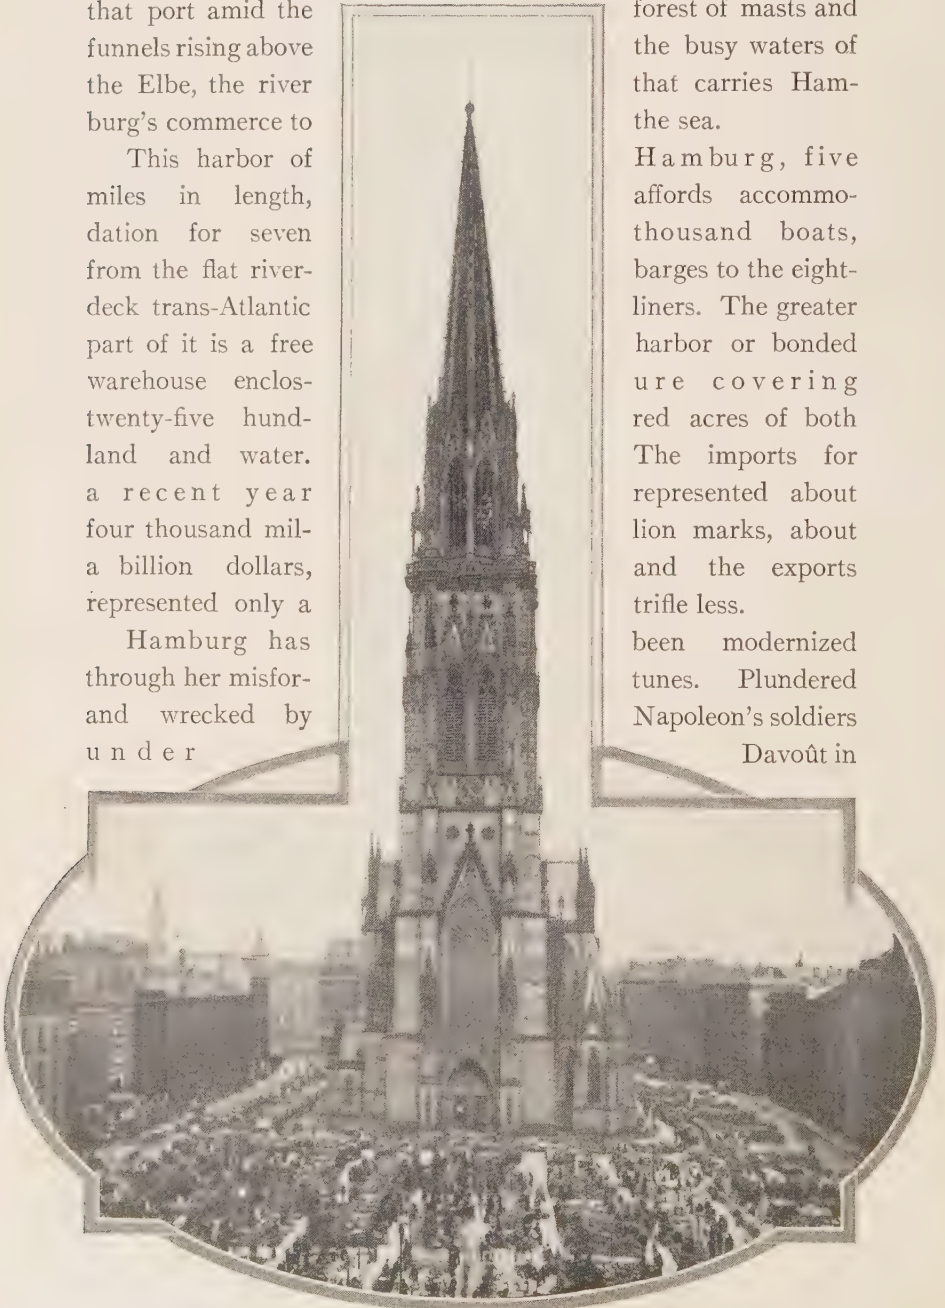 that port amid the forest of masts and
funnels rising above the busy waters of
the Elbe, the river that carries Ham-
burg's commerce to the sea.
This harbor of Hamburg, five
miles in length, affords accommo-
dation for seven thousand boats,
from the flat river- barges to the eight-
deck trans-Atlantic liners. The greater
part of it is a free harbor or bonded
warehouse enclos- ure covering
twenty-five hund- red acres of both
land and water. The imports for
a recent year represented about
four thousand mil- lion marks, about
a billion dollars, and the exports
represented only a trifle less.
Hamburg has been modernized
through her misfor- tunes. Plundered
and wrecked by Napoleon's soldiers
under Davoût in